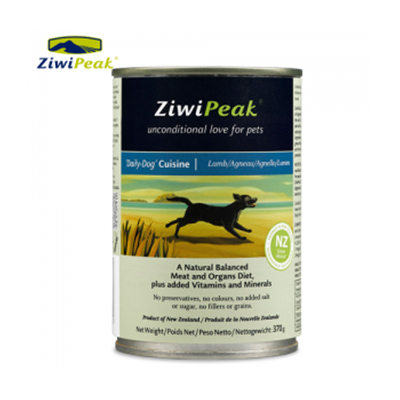 ZiwiPeak®
ZiwiPeak®
unconditional love for pets
'Daily-Dog' Cuisine | Lamb/Agneau/Agnello/Lamm
NZ
A Natural Balanced
Meat and Organs Diet,
plus added Vitamins and Minerals
No preservatives, no colours, no added salt
or sugar, no fillers or grains.
Product of New Zealand / Produit de la Nouvelle Zealande
Net Weight / Poids Net / Peso Netto / Nettogewicht 370g